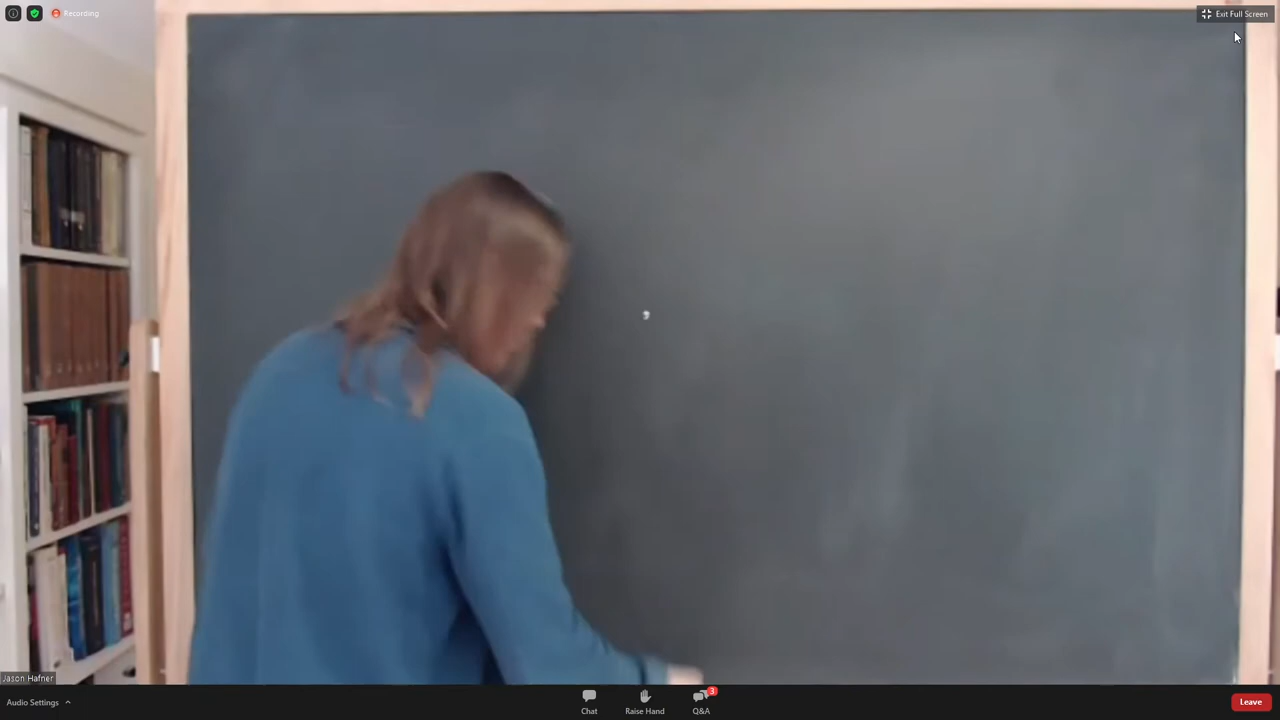 Recording
Exit Full Screen
Jason Hafner
Audio Settings
Chat
Raise Hand
3
Q&A
Leave